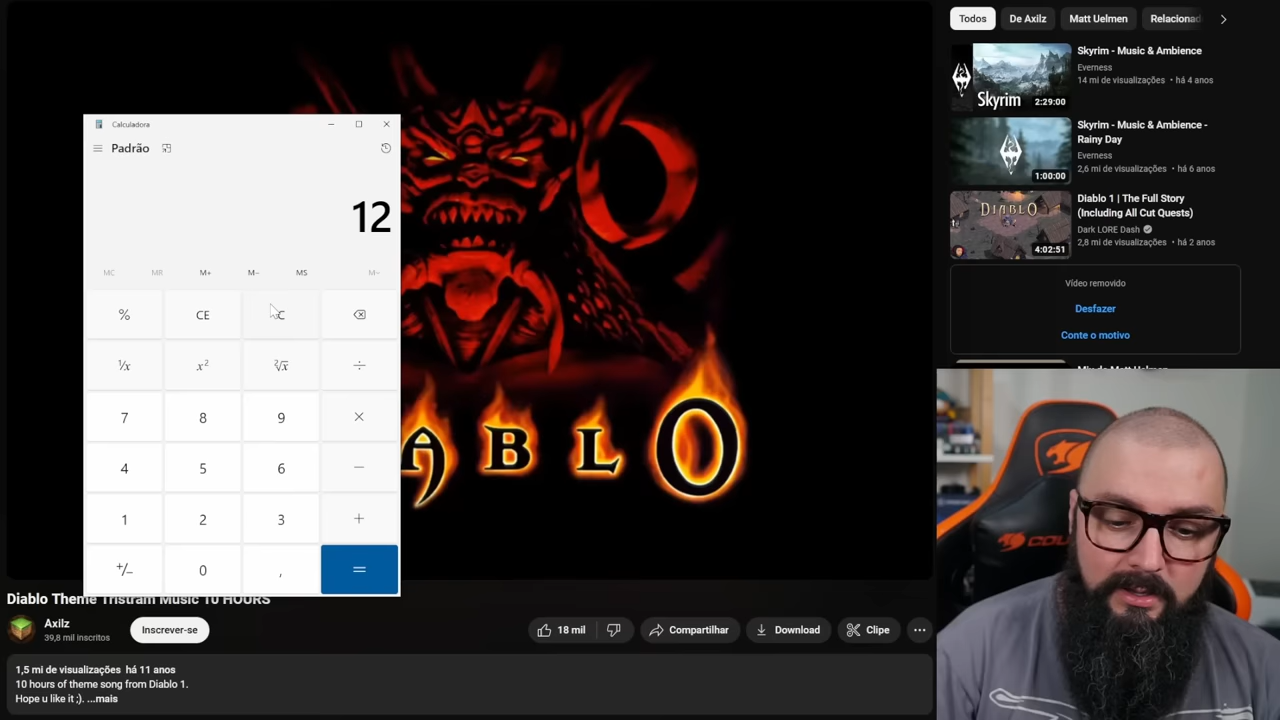 Todos
De Axilz
Matt Uelmen
Relacionad
Skyrim - Music & Ambience
Everness
14 mi de visualizações • há 4 anos
Skyrim
2:29:00
Skyrim - Music & Ambience -
Rainy Day
Everness
2,6 mi de visualizações • há 6 anos
1:00:00
Diablo 1 | The Full Story
(Including All Cut Quests)
Dark LORE Dash
2,8 mi de visualizações • há 2 anos
DIABLO
4:02:51
Vídeo removido
Desfazer
Conte o motivo
Calculadora
Padrão
12
MC MR M+ M− MS M~
% CE C
¹/x x² ²√x ÷
7 8 9 ×
4 5 6 −
1 2 3 +
+/− 0 , =
ABLO
COU
Diablo Theme Tristram Music 10 HOURS
Axilz
39,8 mil inscritos
Inscrever-se
18 mil
Compartilhar
Download
Clipe
1,5 mi de visualizações há 11 anos
10 hours of theme song from Diablo 1.
Hope u like it ;). ...mais